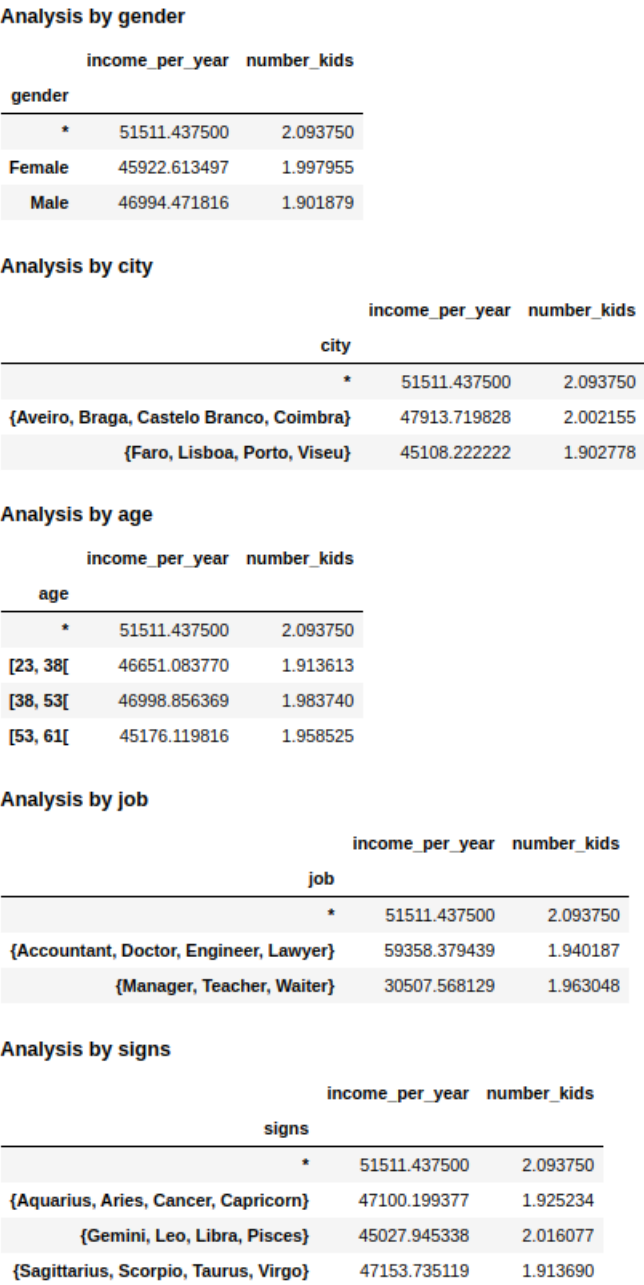 Analysis by gender
income_per_year number_kids
gender
* 51511.437500 2.093750
Female 45922.613497 1.997955
Male 46994.471816 1.901879
Analysis by city
income_per_year number_kids
city
* 51511.437500 2.093750
{Aveiro, Braga, Castelo Branco, Coimbra} 47913.719828 2.002155
{Faro, Lisboa, Porto, Viseu} 45108.222222 1.902778
Analysis by age
income_per_year number_kids
age
* 51511.437500 2.093750
[23, 38[ 46651.083770 1.913613
[38, 53[ 46998.856369 1.983740
[53, 61[ 45176.119816 1.958525
Analysis by job
income_per_year number_kids
job
* 51511.437500 2.093750
{Accountant, Doctor, Engineer, Lawyer} 59358.379439 1.940187
{Manager, Teacher, Waiter} 30507.568129 1.963048
Analysis by signs
income_per_year number_kids
signs
* 51511.437500 2.093750
{Aquarius, Aries, Cancer, Capricorn} 47100.199377 1.925234
{Gemini, Leo, Libra, Pisces} 45027.945338 2.016077
{Sagittarius, Scorpio, Taurus, Virgo} 47153.735119 1.913690